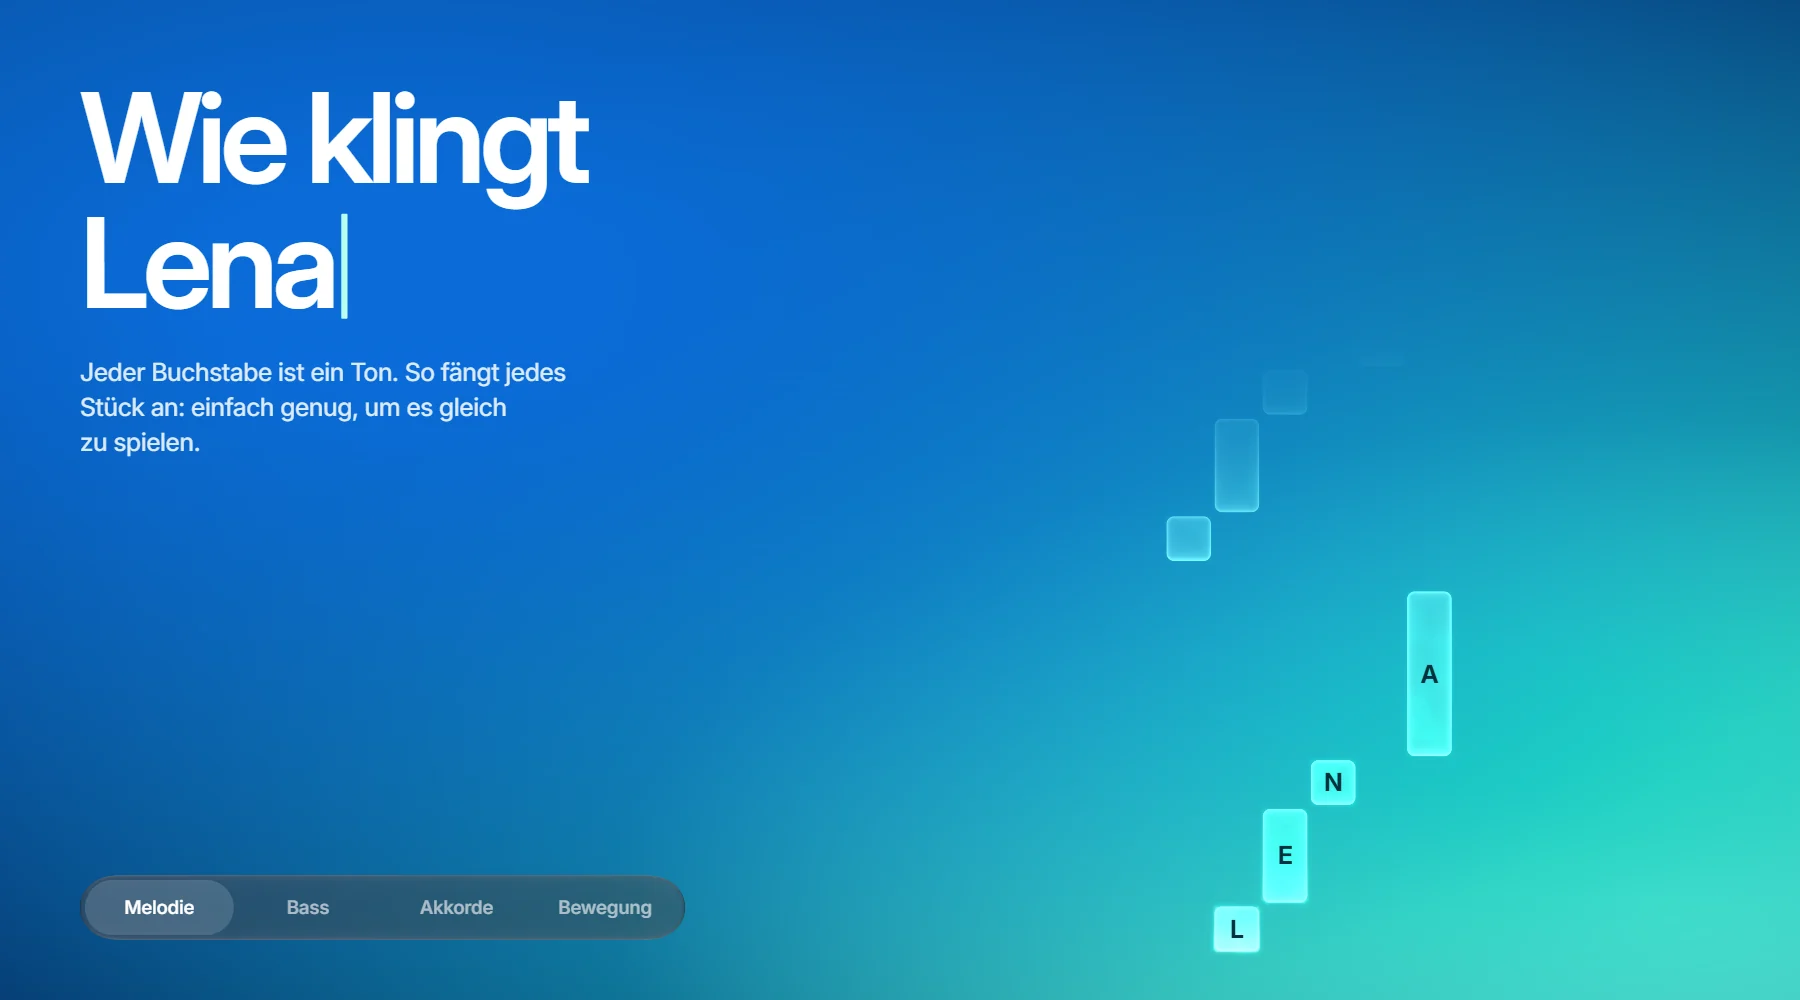 Wie klingt
Lena
Jeder Buchstabe ist ein Ton. So fängt jedes
Stück an: einfach genug, um es gleich
zu spielen.
A
N
E
L
Melodie Bass Akkorde Bewegung